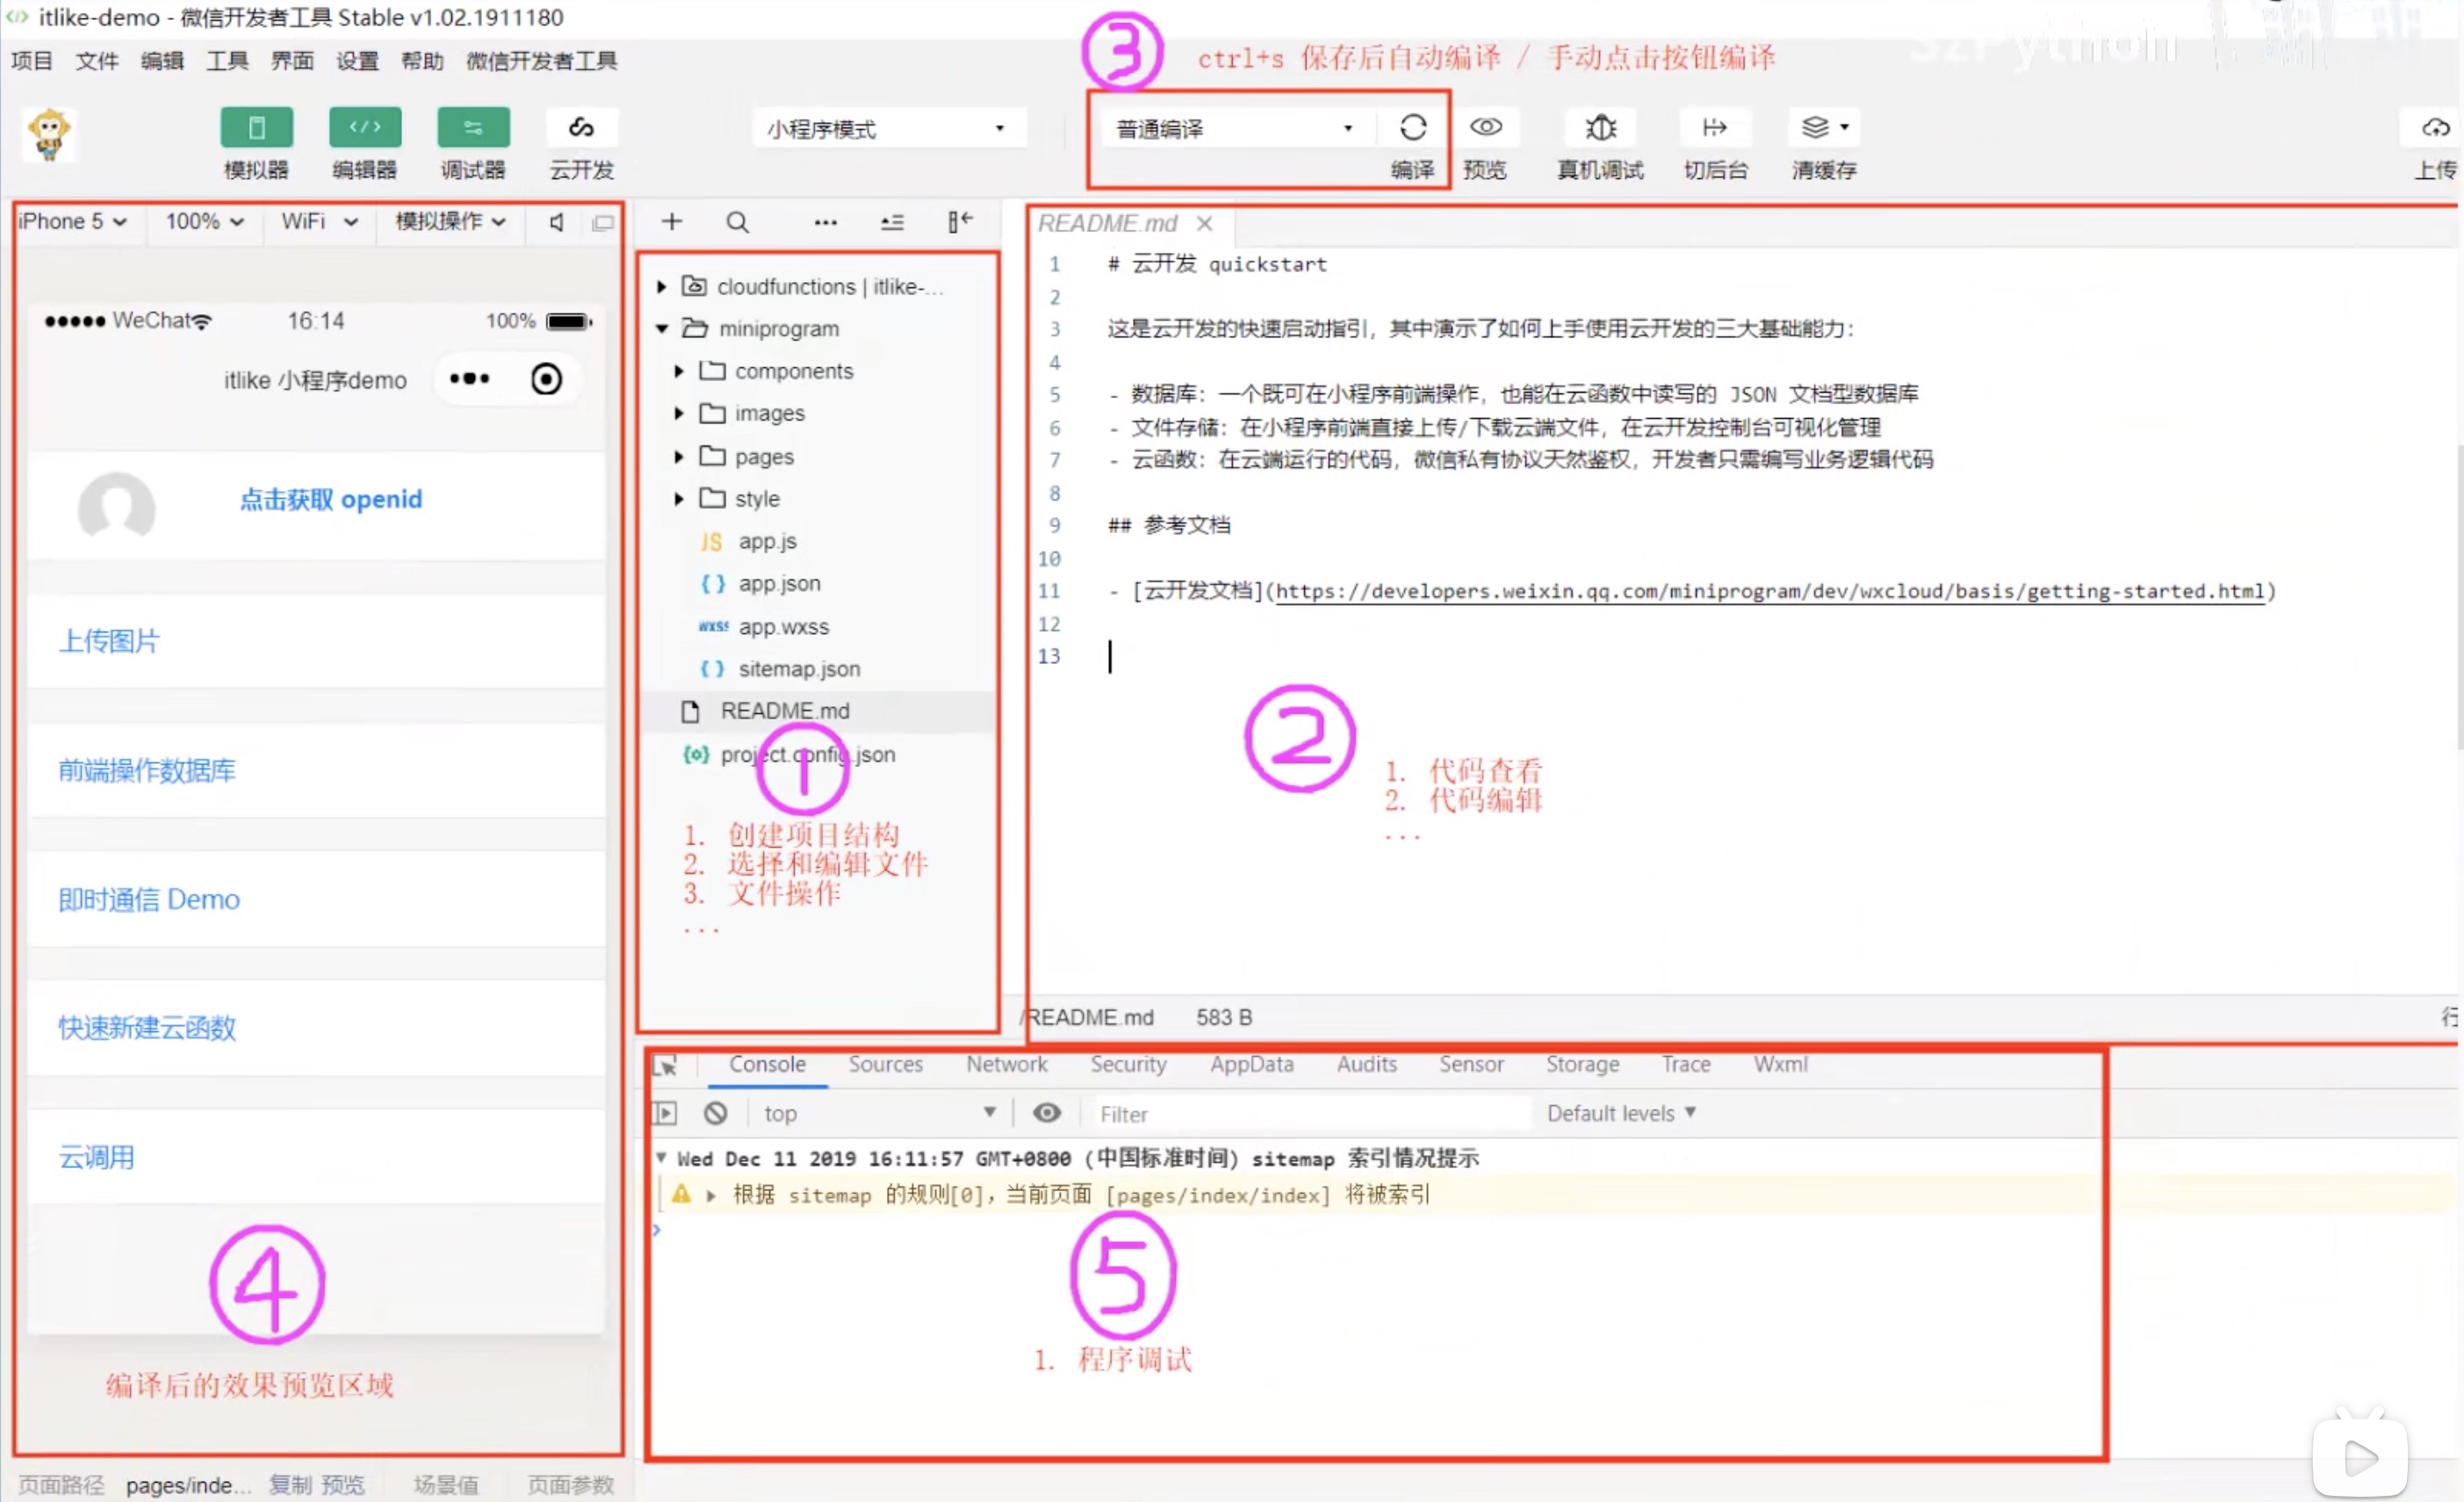 itlike-demo - 微信开发者工具 Stable v1.02.1911180
项目 文件 编辑 工具 界面 设置 帮助 微信开发者工具
③ ctrl+s 保存后自动编译 / 手动点击按钮编译
小程序模式
普通编译
模拟器 编辑器 调试器 云开发 编译 预览 真机调试 切后台 清缓存 上传
iPhone 5 100% WiFi 模拟操作
WeChat 16:14 100%
itlike 小程序demo
点击获取 openid
上传图片
前端操作数据库
即时通信 Demo
快速新建云函数
云调用
④
编译后的效果预览区域
页面路径 pages/inde... 复制 预览 场景值 页面参数
cloudfunctions | itlike-...
miniprogram
components
images
pages
style
JS app.js
{ } app.json
WXSS app.wxss
{ } sitemap.json
README.md
project.config.json
①
1. 创建项目结构
2. 选择和编辑文件
3. 文件操作
...
README.md
1 # 云开发 quickstart
2
3 这是云开发的快速启动指引，其中演示了如何上手使用云开发的三大基础能力：
4
5 - 数据库：一个既可在小程序前端操作，也能在云函数中读写的 JSON 文档型数据库
6 - 文件存储：在小程序前端直接上传/下载云端文件，在云开发控制台可视化管理
7 - 云函数：在云端运行的代码，微信私有协议天然鉴权，开发者只需编写业务逻辑代码
8
9 ## 参考文档
10
11 - [云开发文档](https://developers.weixin.qq.com/miniprogram/dev/wxcloud/basis/getting-started.html)
12
13
②
1. 代码查看
2. 代码编辑
...
/README.md 583 B 行
Console Sources Network Security AppData Audits Sensor Storage Trace Wxml
top Filter Default levels
Wed Dec 11 2019 16:11:57 GMT+0800 (中国标准时间) sitemap 索引情况提示
根据 sitemap 的规则[0]，当前页面 [pages/index/index] 将被索引
⑤
1. 程序调试